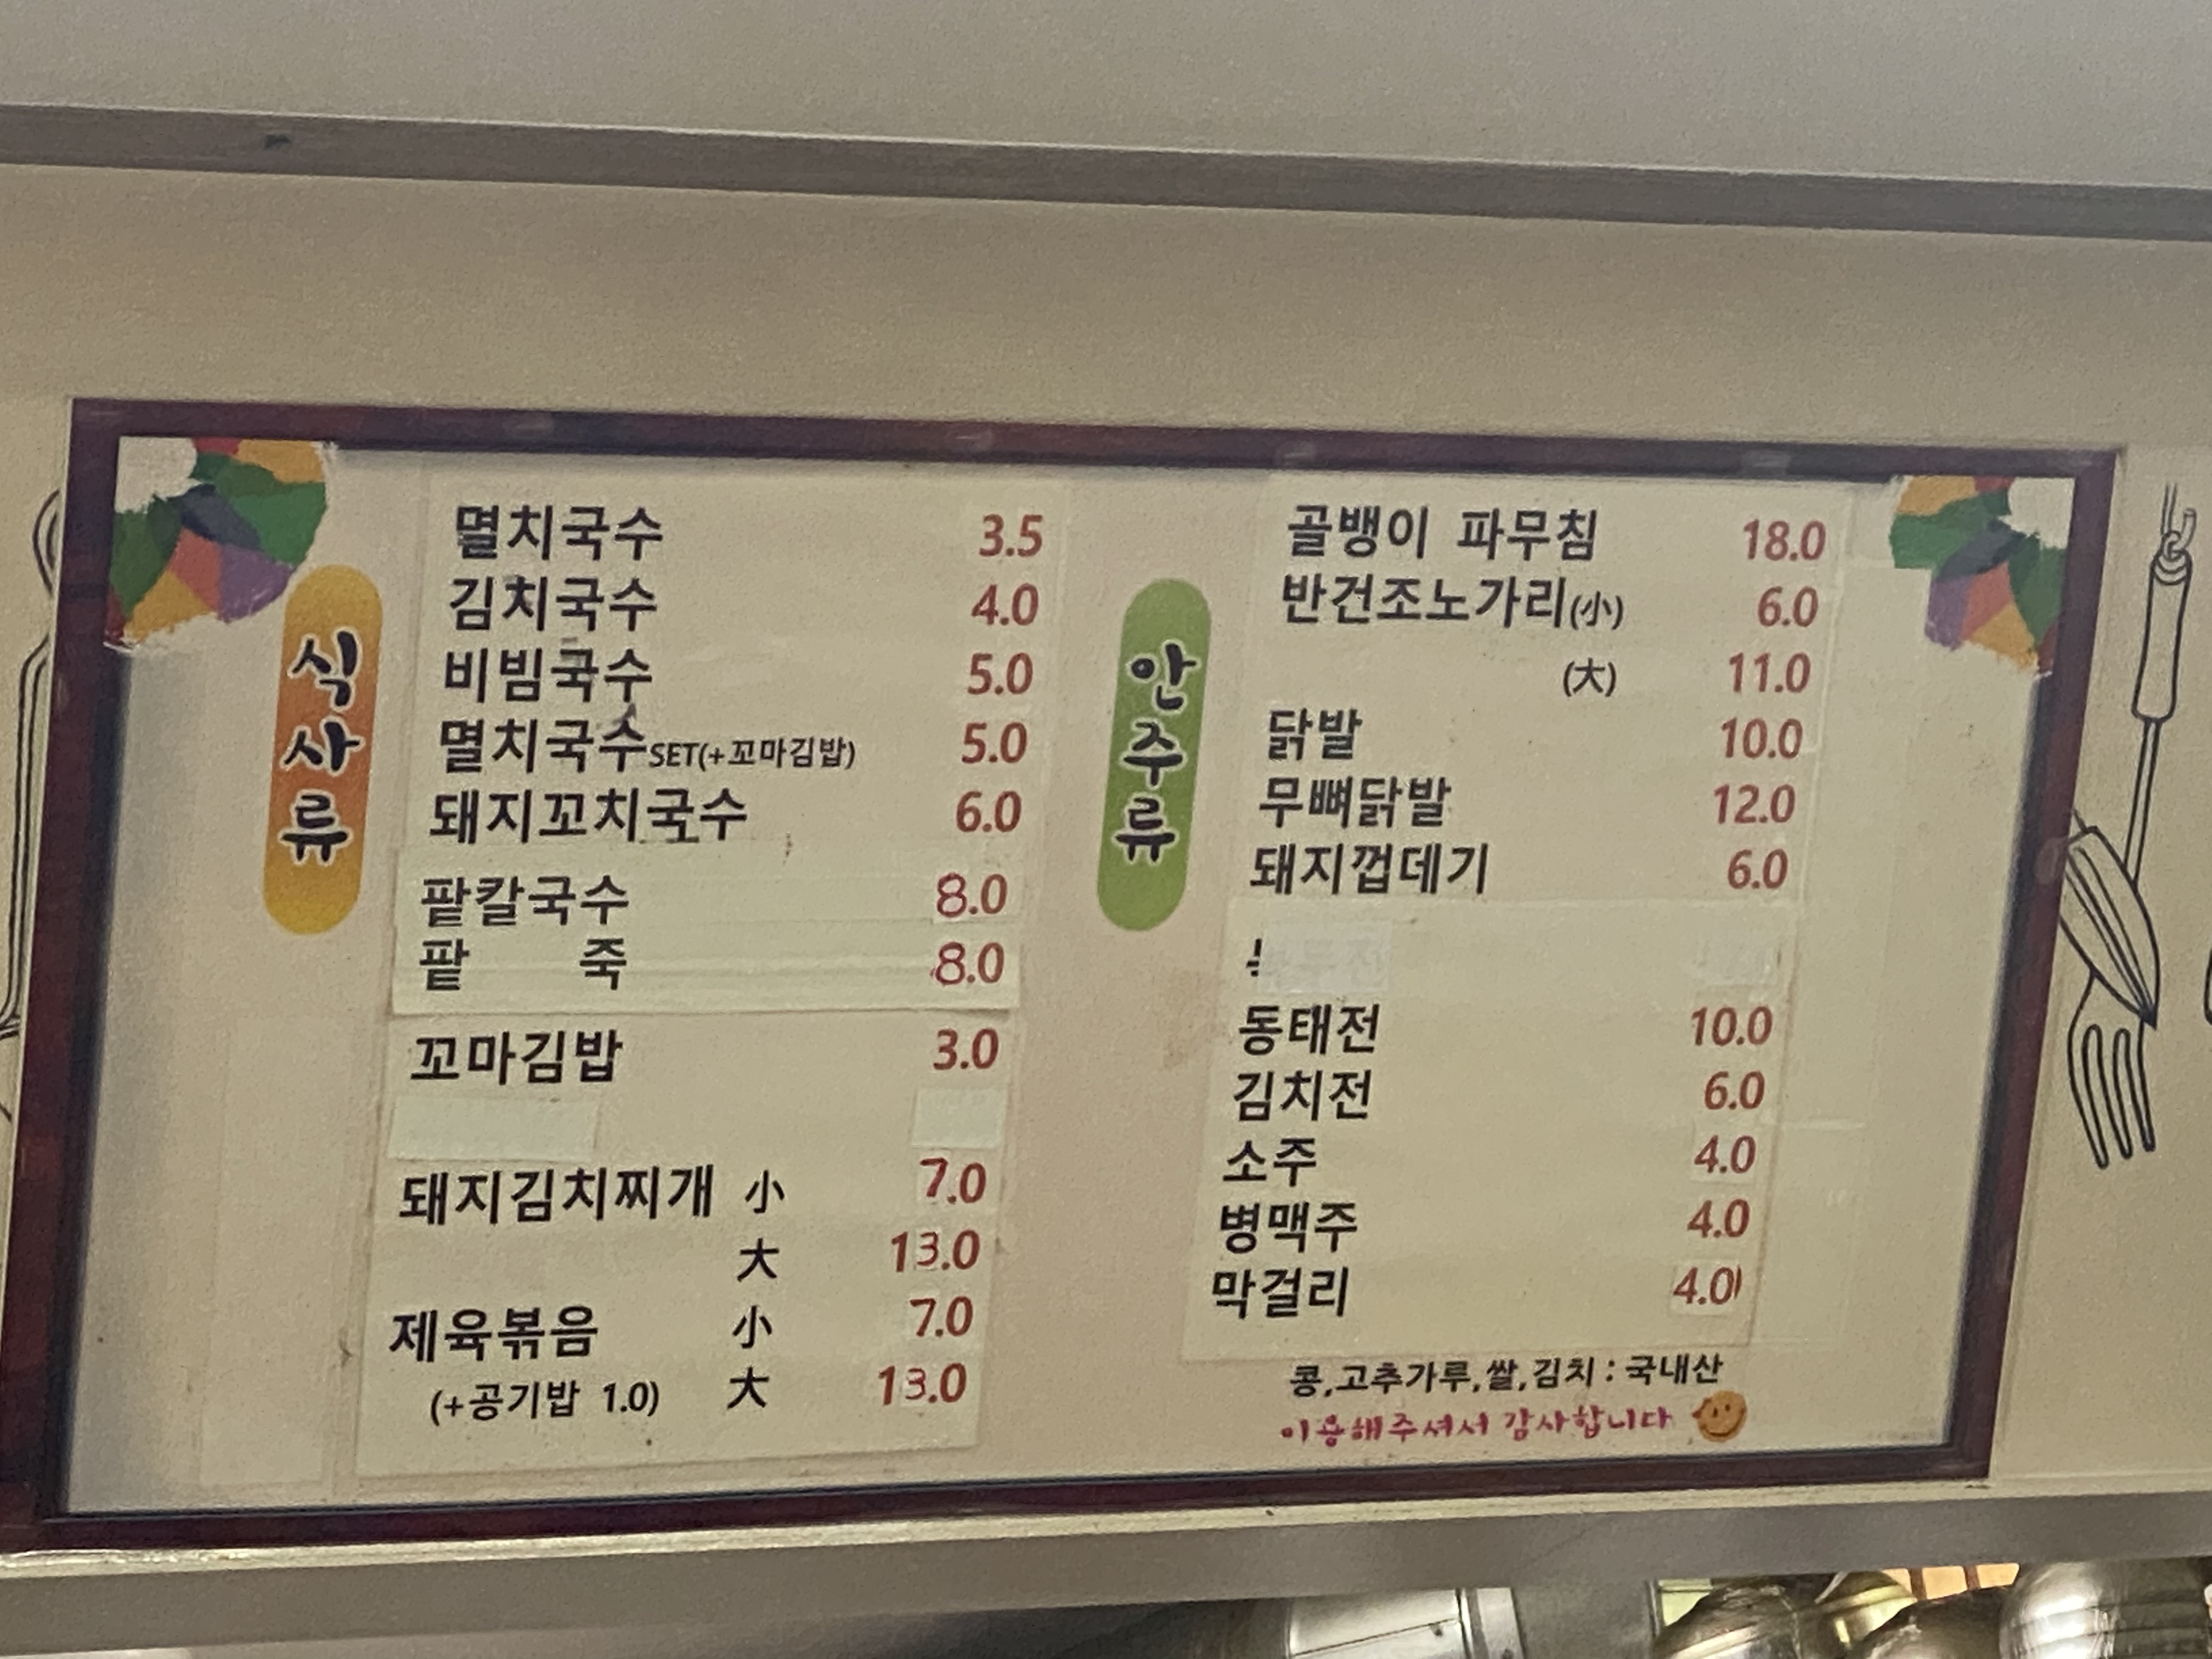 식사류
멸치국수 3.5
김치국수 4.0
비빔국수 5.0
멸치국수SET(+꼬마김밥) 5.0
돼지꼬치국수 6.0
팥칼국수 8.0
팥 죽 8.0
꼬마김밥 3.0
돼지김치찌개 小 7.0
大 13.0
제육볶음 小 7.0
(+공기밥 1.0) 大 13.0
안주류
골뱅이 파무침 18.0
반건조노가리(小) 6.0
(大) 11.0
닭발 10.0
무뼈닭발 12.0
돼지껍데기 6.0
동태전 10.0
김치전 6.0
소주 4.0
병맥주 4.0
막걸리 4.0
콩,고추가루,쌀,김치 : 국내산
이용해주셔서 감사합니다